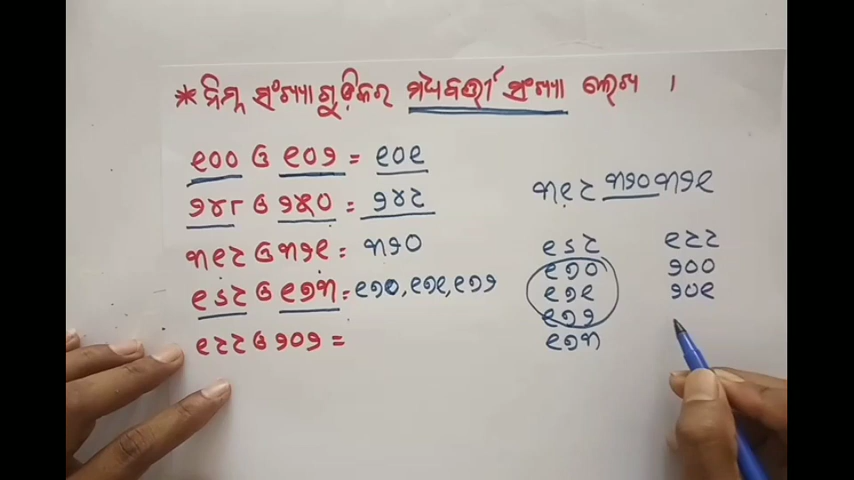 * ନିମ୍ନ ସଂଖ୍ୟାଗୁଡ଼ିକର ମଧ୍ୟବର୍ତ୍ତୀ ସଂଖ୍ୟା ଲେଖ ।
୧୦୦ ଓ ୧୦୨ = ୧୦୧
୨୪୮ ଓ ୨୫୦ = ୨୪୯
୩୧୯ ଓ ୩୨୧ = ୩୨୦
୧୬୯ ଓ ୧୭୩ = ୧୭୦, ୧୭୧, ୧୭୨
୧୯୯ ଓ ୨୦୨ =
୩୧୯ ୩୨୦ ୩୨୧
୧୬୯
୧୭୦
୧୭୧
୧୭୨
୧୭୩
୧୯୯
୨୦୦
୨୦୧